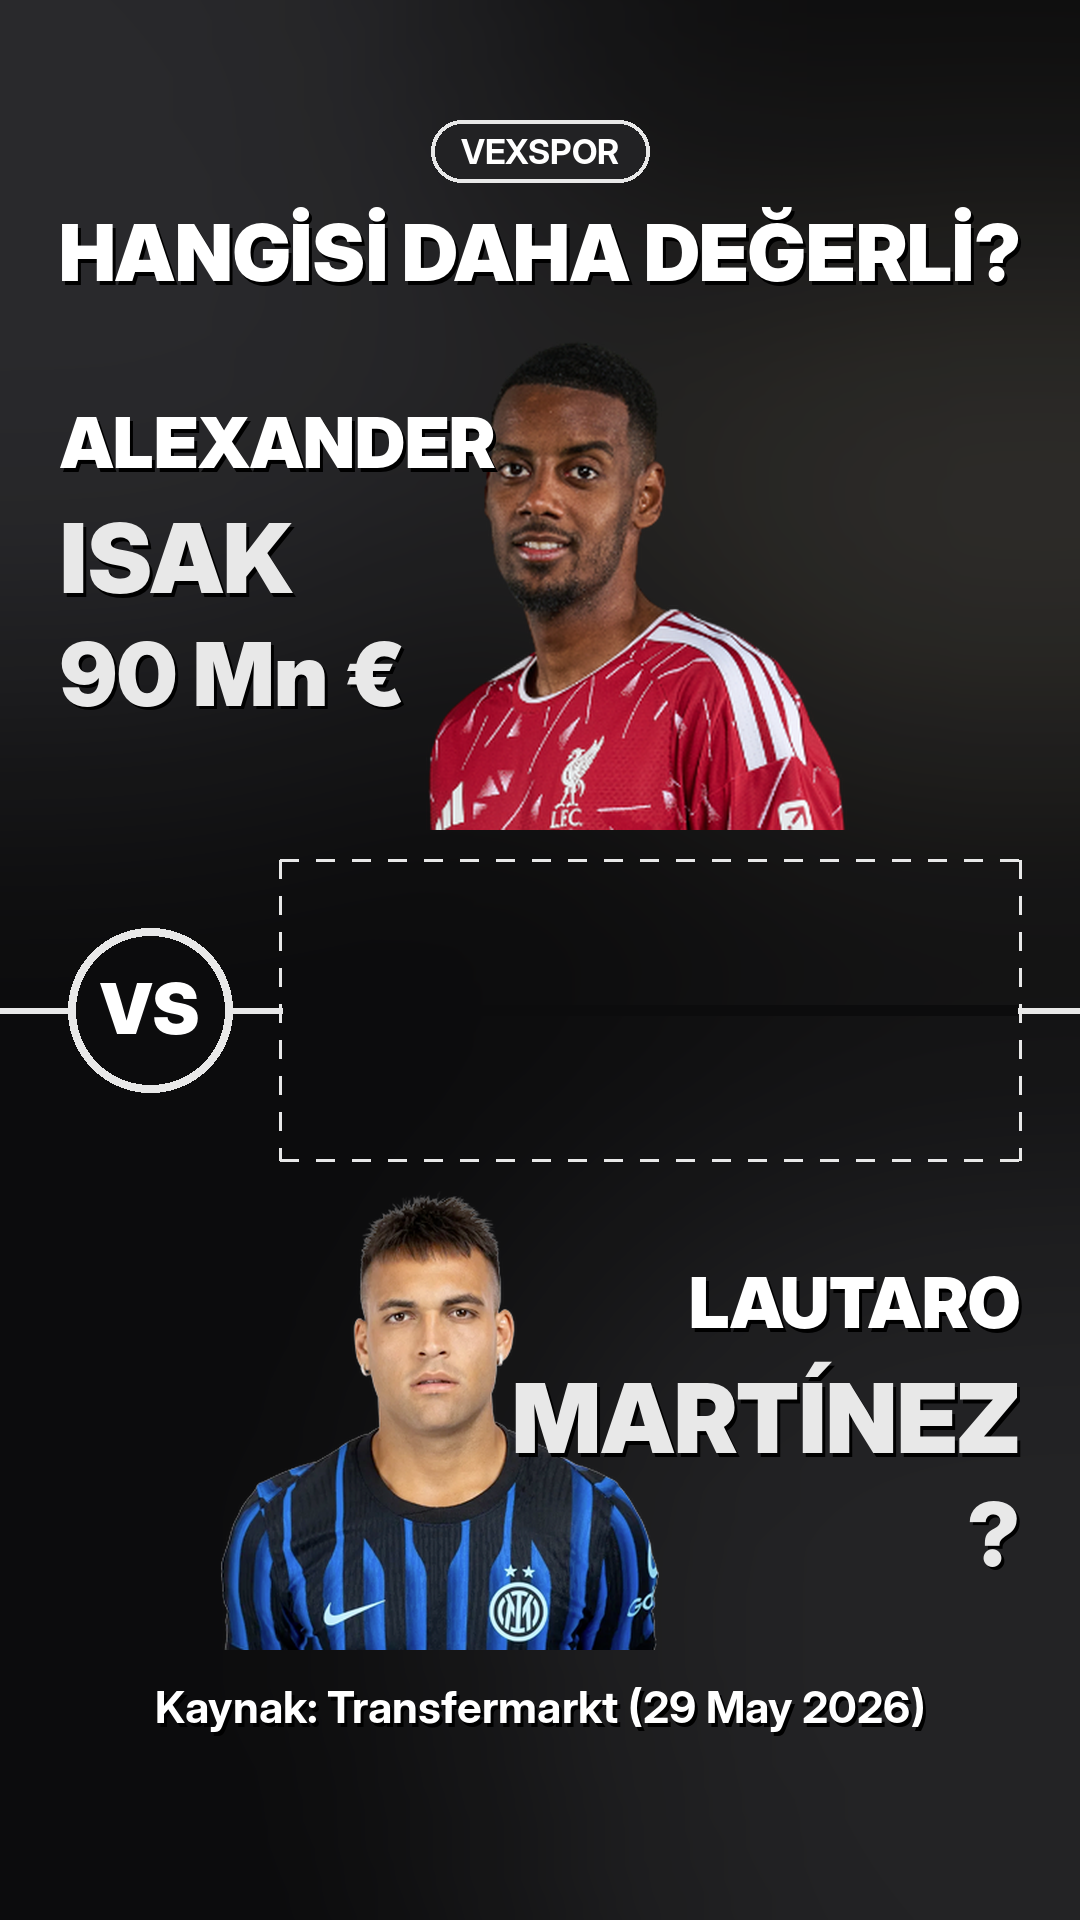 VEXSPOR
HANGİSİ DAHA DEĞERLİ?
ALEXANDER
ISAK
90 Mn €
L.F.C.
VS
LAUTARO
MARTÍNEZ
?
Kaynak: Transfermarkt (29 May 2026)